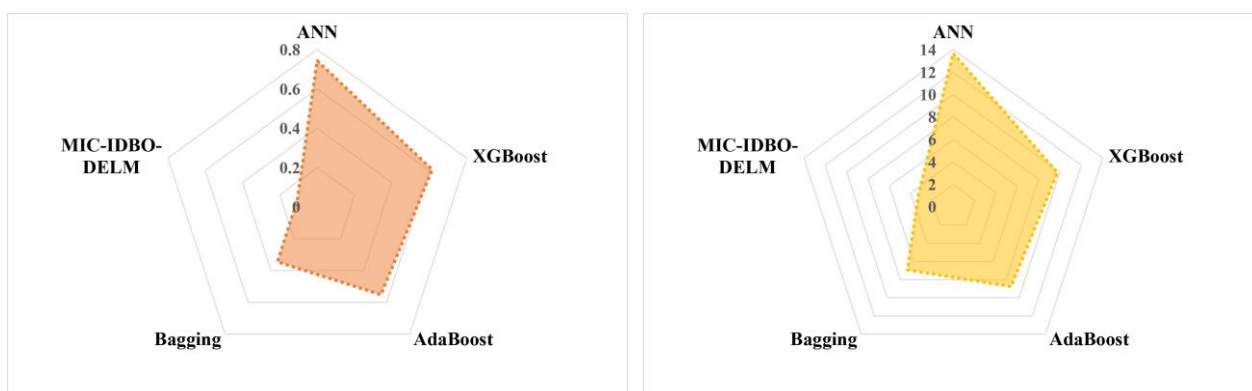 ANN
0.8
0.6
0.4
0.2
0
MIC-IDBO-
DELM
XGBoost
Bagging
AdaBoost
ANN
14
12
10
8
6
4
2
0
MIC-IDBO-
DELM
XGBoost
Bagging
AdaBoost